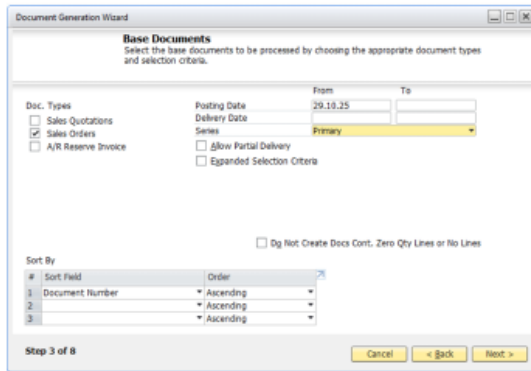 Document Generation Wizard
Base Documents
Select the base documents to be processed by choosing the appropriate document types
and selection criteria.
From To
Doc. Types Posting Date 29.10.25
Sales Quotations Delivery Date
Sales Orders Series Primary
A/R Reserve Invoice Allow Partial Delivery
Expanded Selection Criteria
Do Not Create Docs Cont. Zero Qty Lines or No Lines
Sort By
# Sort Field Order
1 Document Number Ascending
2 Ascending
3 Ascending
Step 3 of 8 Cancel < Back Next >